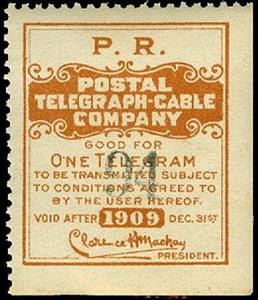 P. R.
POSTAL
TELEGRAPH-CABLE
COMPANY
GOOD FOR
ONE TELEGRAM
TO BE TRANSMITTED SUBJECT
TO CONDITIONS AGREED TO
BY THE USER HEREOF.
VOID AFTER 1909 DEC. 31ST
Clarence H Mackay
PRESIDENT.